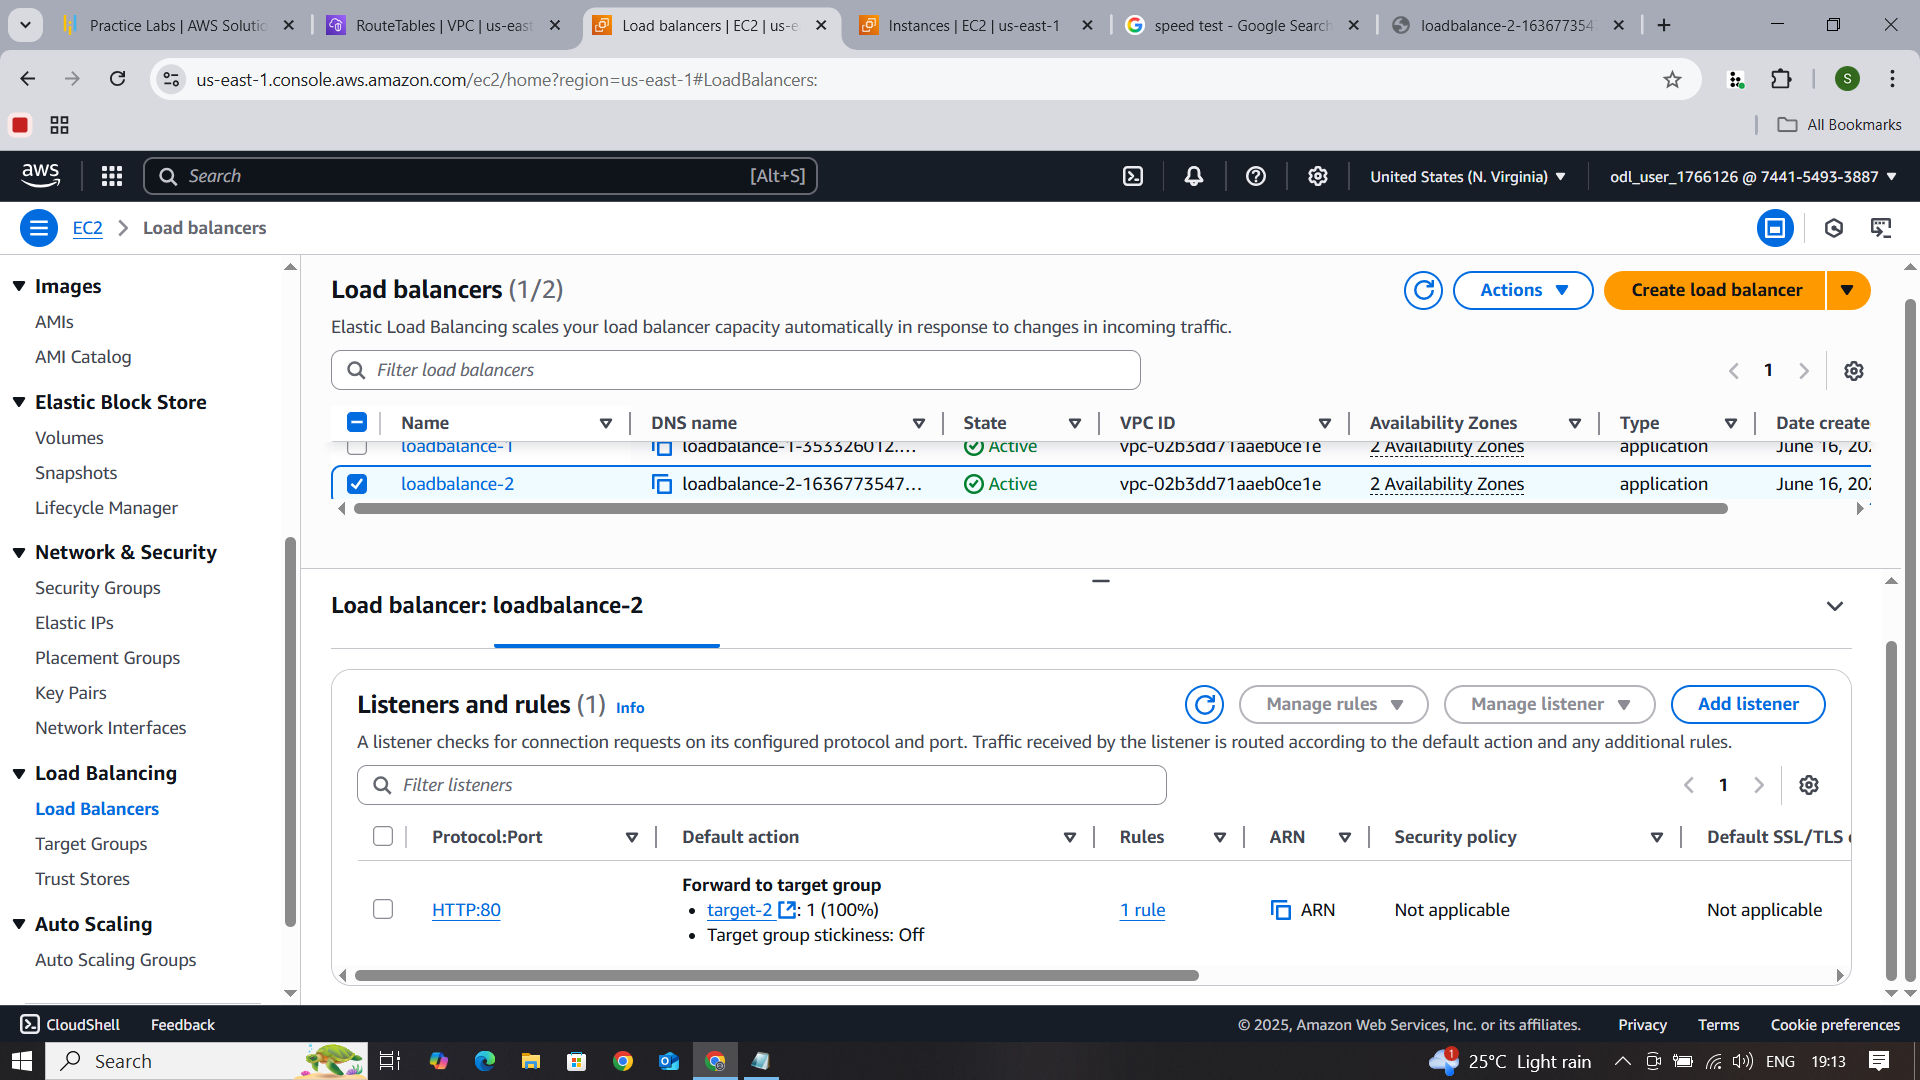 Practice Labs | AWS Solutio
RouteTables | VPC | us-east
Load balancers | EC2 | us-e
Instances | EC2 | us-east-1
speed test - Google Search
loadbalance-2-163677354
us-east-1.console.aws.amazon.com/ec2/home?region=us-east-1#LoadBalancers:
S
All Bookmarks
aws
Search
[Alt+S]
United States (N. Virginia)
odl_user_1766126 @ 7441-5493-3887
EC2
Load balancers
Images
AMIs
AMI Catalog
Elastic Block Store
Volumes
Snapshots
Lifecycle Manager
Network & Security
Security Groups
Elastic IPs
Placement Groups
Key Pairs
Network Interfaces
Load Balancing
Load Balancers
Target Groups
Trust Stores
Auto Scaling
Auto Scaling Groups
Load balancers (1/2)
Actions
Create load balancer
Elastic Load Balancing scales your load balancer capacity automatically in response to changes in incoming traffic.
Filter load balancers
1
Name DNS name State VPC ID Availability Zones Type Date create
loadbalance-1 loadbalance-1-353326012.... Active vpc-02b3dd71aaeb0ce1e 2 Availability Zones application June 16, 202
loadbalance-2 loadbalance-2-1636773547... Active vpc-02b3dd71aaeb0ce1e 2 Availability Zones application June 16, 202
Load balancer: loadbalance-2
Listeners and rules (1) Info
Manage rules
Manage listener
Add listener
A listener checks for connection requests on its configured protocol and port. Traffic received by the listener is routed according to the default action and any additional rules.
Filter listeners
1
Protocol:Port Default action Rules ARN Security policy Default SSL/TLS c
HTTP:80
Forward to target group
• target-2 : 1 (100%)
• Target group stickiness: Off
1 rule
ARN
Not applicable
Not applicable
CloudShell
Feedback
© 2025, Amazon Web Services, Inc. or its affiliates.
Privacy
Terms
Cookie preferences
Search
1
25°C Light rain
ENG
19:13